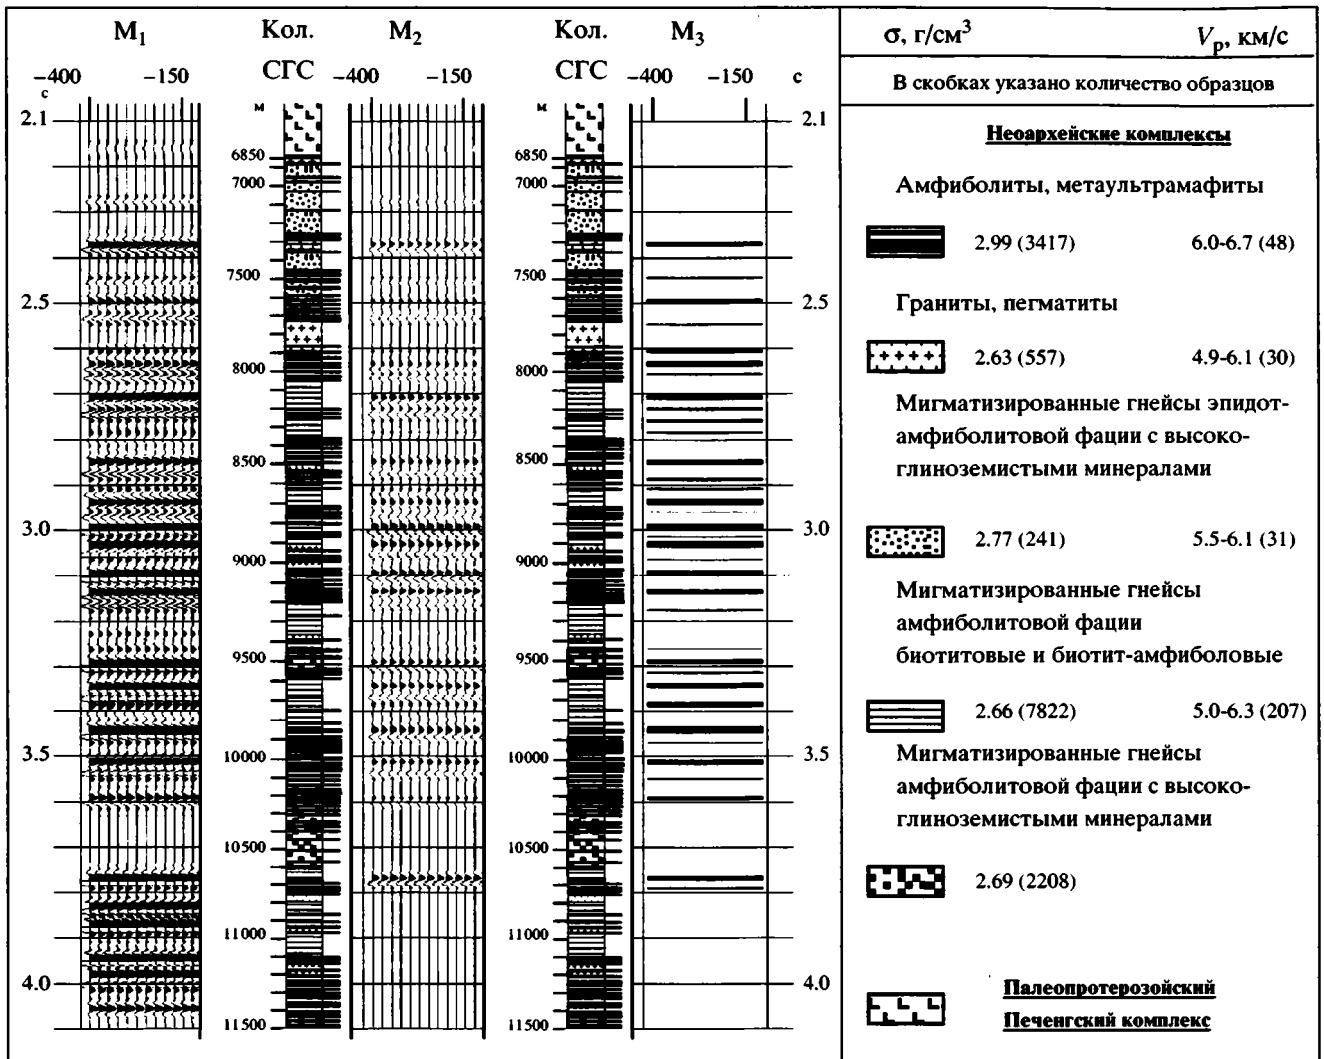 M₁ Кол. M₂ Кол. M₃
СГС СГС
−400 −150 −400 −150 −400 −150
с м м с
2.1 2.1
2.5 2.5
3.0 3.0
3.5 3.5
4.0 4.0
6850 6850
7000 7000
7500 7500
8000 8000
8500 8500
9000 9000
9500 9500
10000 10000
10500 10500
11000 11000
11500 11500
σ, г/см³ Vₚ, км/с
В скобках указано количество образцов
Неоархейские комплексы
Амфиболиты, метаультрамафиты
2.99 (3417) 6.0-6.7 (48)
Граниты, пегматиты
2.63 (557) 4.9-6.1 (30)
Мигматизированные гнейсы эпидот-
амфиболитовой фации с высоко-
глиноземистыми минералами
2.77 (241) 5.5-6.1 (31)
Мигматизированные гнейсы
амфиболитовой фации
биотитовые и биотит-амфиболовые
2.66 (7822) 5.0-6.3 (207)
Мигматизированные гнейсы
амфиболитовой фации с высоко-
глиноземистыми минералами
2.69 (2208)
Палеопротерозойский
Печенгский комплекс